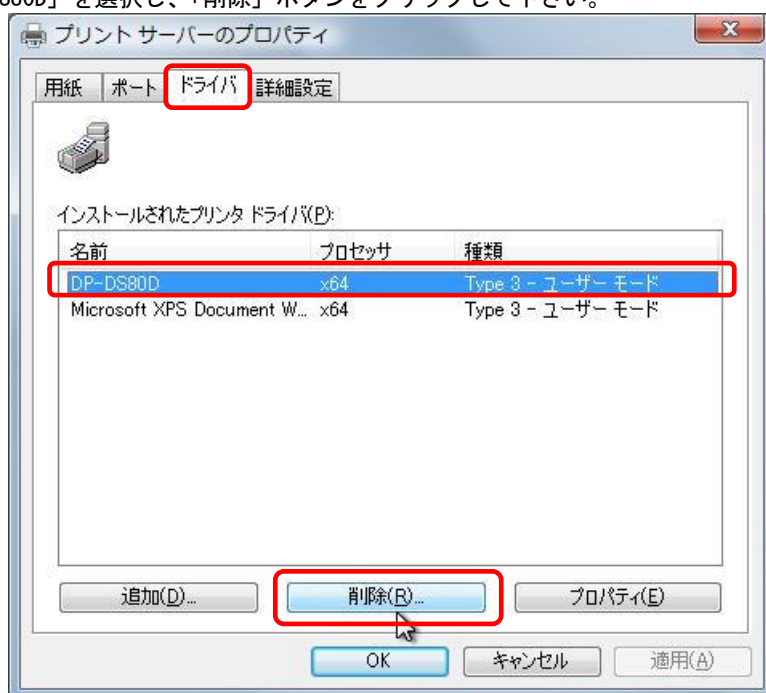 880D」を選択し、「削除」ボタンをクリックして下さい。
プリント サーバーのプロパティ
用紙 ポート ドライバ 詳細設定
インストールされたプリンタ ドライバ(P):
名前 プロセッサ 種類
DP-DS80D x64 Type 3 - ユーザー モード
Microsoft XPS Document W... x64 Type 3 - ユーザー モード
追加(D)... 削除(R)... プロパティ(E)
OK キャンセル 適用(A)